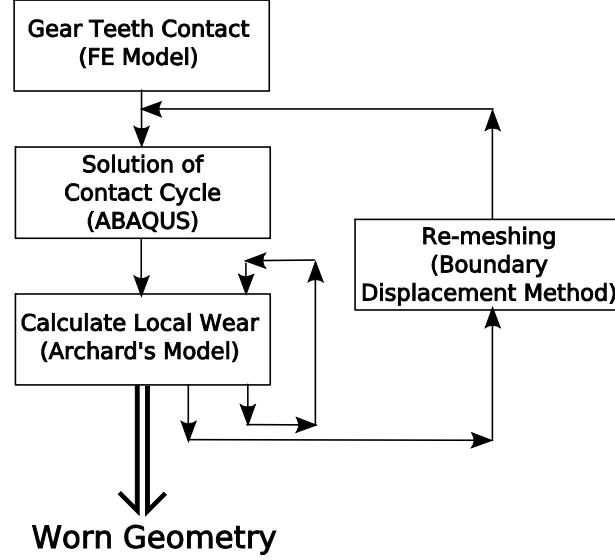 Gear Teeth Contact
(FE Model)
Solution of
Contact Cycle
(ABAQUS)
Re-meshing
(Boundary
Displacement Method)
Calculate Local Wear
(Archard's Model)
Worn Geometry